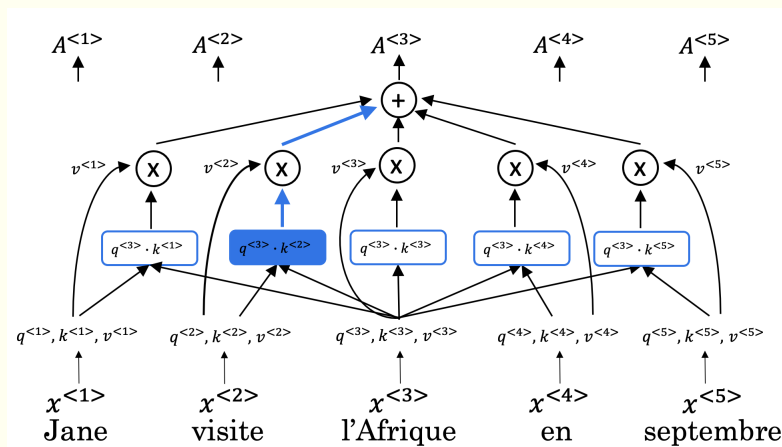 A<1> A<2> A<3> A<4> A<5>
+
v<1> X v<2> X v<3> X X v<4> X v<5>
q<3> · k<1> q<3> · k<2> q<3> · k<3> q<3> · k<4> q<3> · k<5>
q<1>, k<1>, v<1> q<2>, k<2>, v<2> q<3>, k<3>, v<3> q<4>, k<4>, v<4> q<5>, k<5>, v<5>
x<1> x<2> x<3> x<4> x<5>
Jane visite l'Afrique en septembre